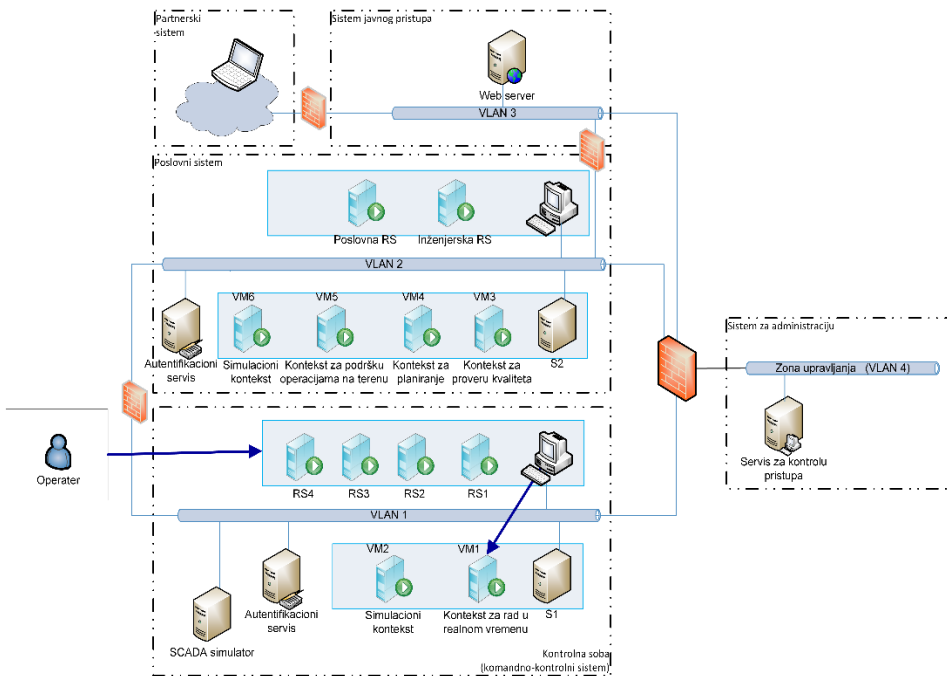 Partnerski
sistem
Sistem javnog pristupa
Web server
VLAN 3
Poslovni sistem
Poslovna RS
Inženjerska RS
VLAN 2
VM6
VM5
VM4
VM3
Autentifikacioni
servis
Simulacioni
kontekst
Kontekst za podršku
operacijama na terenu
Kontekst za
planiranje
Kontekst za
proveru kvaliteta
S2
Sistem za administraciju
Zona upravljanja (VLAN 4)
Servis za kontrolu
pristupa
Operater
RS4
RS3
RS2
RS1
VLAN 1
VM2
VM1
SCADA simulator
Autentifikacioni
servis
Simulacioni
kontekst
Kontekst za rad u
realnom vremenu
S1
Kontrolna soba
(komandno-kontrolni sistem)